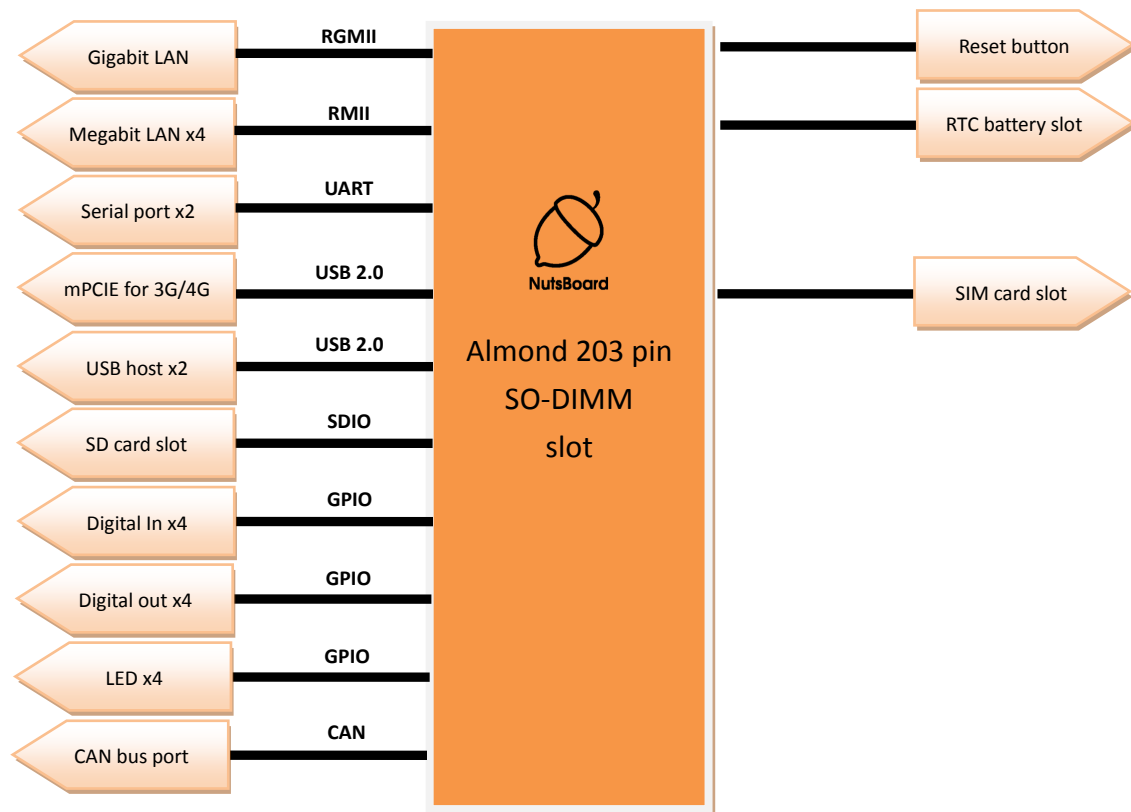 RGMII
Gigabit LAN
Reset button
RMII
Megabit LAN x4
RTC battery slot
UART
Serial port x2
USB 2.0
mPCIE for 3G/4G
NutsBoard
SIM card slot
USB 2.0
USB host x2
Almond 203 pin
SO-DIMM
slot
SDIO
SD card slot
GPIO
Digital In x4
GPIO
Digital out x4
GPIO
LED x4
CAN
CAN bus port